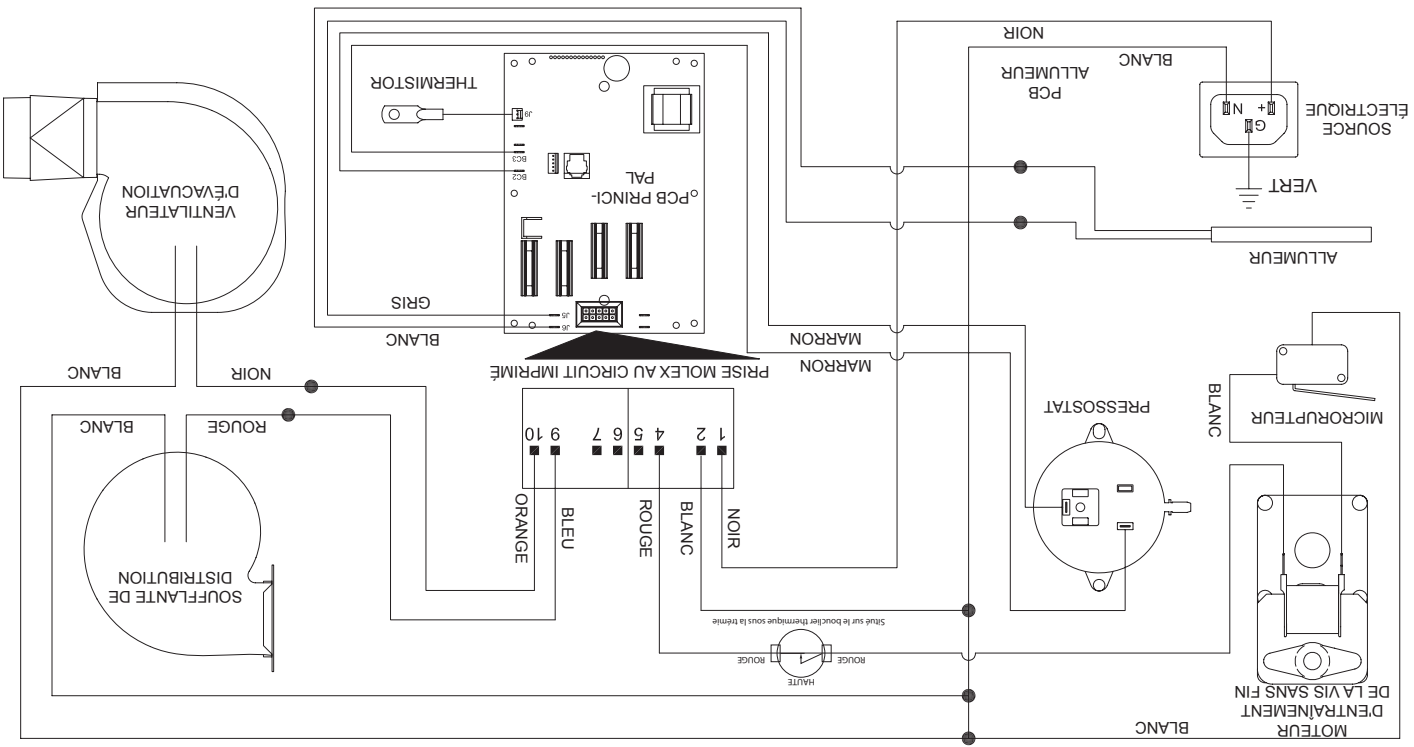 BLANC
MOTEUR
D'ENTRAÎNEMENT
DE LA VIS SANS FIN
HAUTE
ROUGE
ROUGE
Situé sur le bouclier thermique sous la trémie
SOUFFLANTE DE
DISTRIBUTION
NOIR
BLANC
ROUGE
BLEU
ORANGE
1
2
4
5
6
7
9
10
PRESSOSTAT
MICRORUPTEUR
BLANC
ROUGE
BLANC
NOIR
BLANC
PRISE MOLEX AU CIRCUIT IMPRIMÉ
MARRON
MARRON
BLANC
GRIS
J6
J5
ALLUMEUR
VENTILATEUR
D'ÉVACUATION
PCB PRINCI-
PAL
BC2
BC3
J9
THERMISTOR
VERT
SOURCE
ÉLECTRIQUE
G
+
N
PCB
ALLUMEUR
BLANC
NOIR